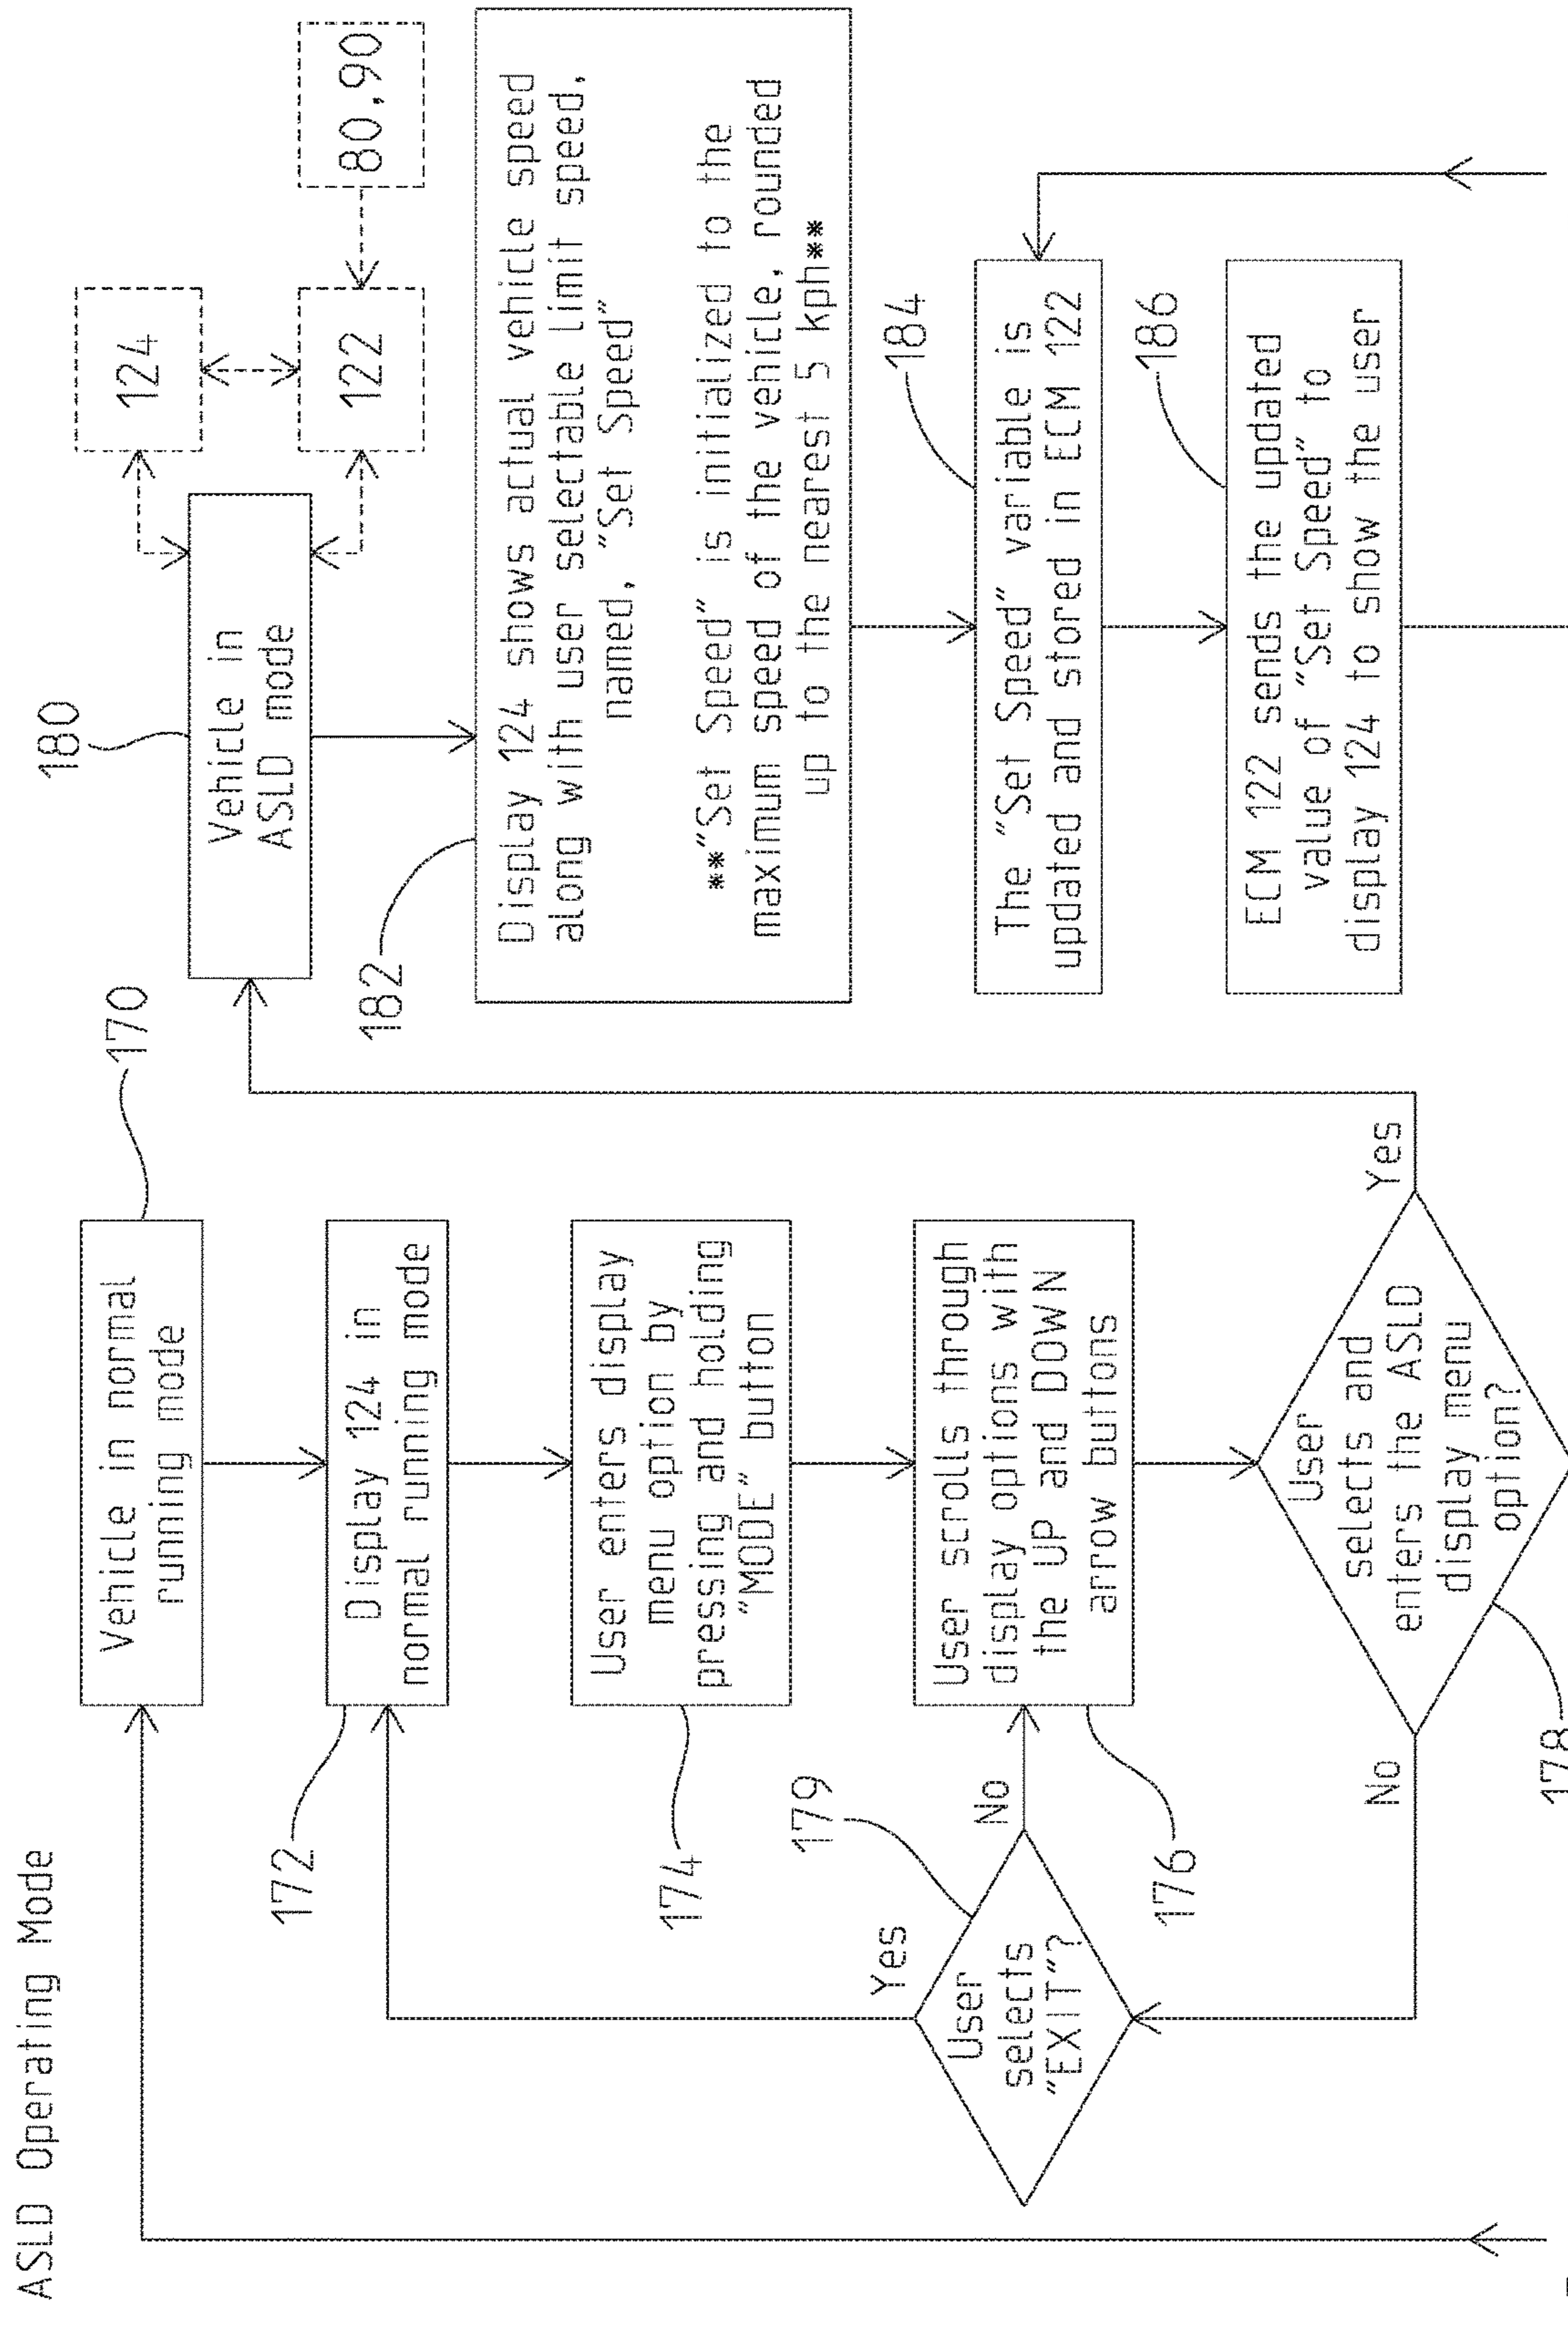 ASLD Operating Mode
170
Vehicle in normal
running mode
172
Display 124 in
normal running mode
174
User enters display
menu option by
pressing and holding
"MODE" button
176
User scrolls through
display options with
the UP and DOWN
arrow buttons
179
User
selects
"EXIT"?
Yes
No
178
User
selects and
enters the ASLD
display menu
option?
No
Yes
180
Vehicle in
ASLD mode
124
122
80,90
182
Display 124 shows actual vehicle speed
along with user selectable limit speed,
named, "Set Speed"
**"Set Speed" is initialized to the
maximum speed of the vehicle, rounded
up to the nearest 5 kph**
184
The "Set Speed" variable is
updated and stored in ECM 122
186
ECM 122 sends the updated
value of "Set Speed" to
display 124 to show the user